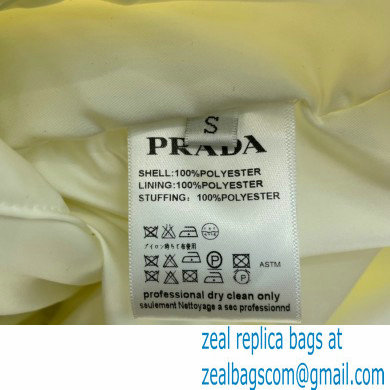 S
PRADA
SHELL:100%POLYESTER
LINING:100%POLYESTER
STUFFING: 100%POLYESTER
ASTM
professional dry clean only
seulement Nettoyage a sec professionnd
zeal replica bags at
zealbagscom@gmail.com